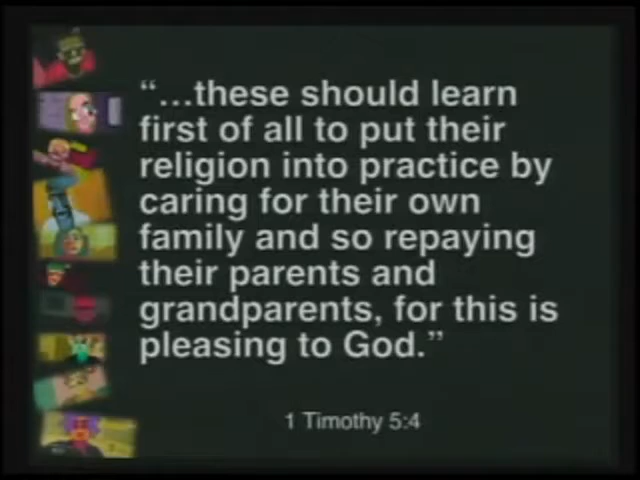 “...these should learn
first of all to put their
religion into practice by
caring for their own
family and so repaying
their parents and
grandparents, for this is
pleasing to God.”
1 Timothy 5:4